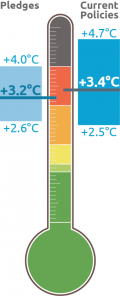 Pledges
Current
Policies
+4.0°C
+4.7°C
+3.2°C
+3.4°C
+2.6°C
+2.5°C